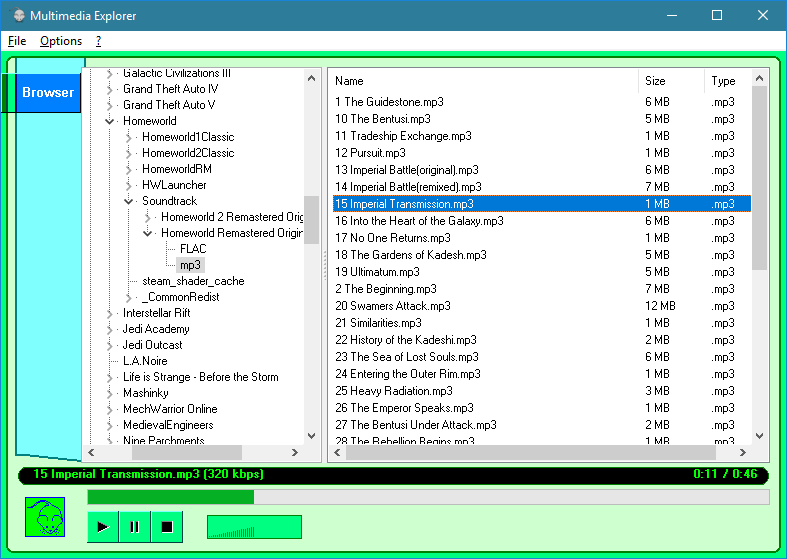 Multimedia Explorer
File Options ?
Browser
Galactic Civilizations III
Grand Theft Auto IV
Grand Theft Auto V
Homeworld
Homeworld1Classic
Homeworld2Classic
HomeworldRM
HWLauncher
Soundtrack
Homeworld 2 Remastered Orig
Homeworld Remastered Origin
FLAC
mp3
steam_shader_cache
_CommonRedist
Interstellar Rift
Jedi Academy
Jedi Outcast
L.A.Noire
Life is Strange - Before the Storm
Mashinky
MechWarrior Online
MedievalEngineers
Nine Parchments
Name Size Type
1 The Guidestone.mp3 6 MB .mp3
10 The Bentusi.mp3 5 MB .mp3
11 Tradeship Exchange.mp3 1 MB .mp3
12 Pursuit.mp3 1 MB .mp3
13 Imperial Battle(original).mp3 6 MB .mp3
14 Imperial Battle(remixed).mp3 7 MB .mp3
15 Imperial Transmission.mp3 1 MB .mp3
16 Into the Heart of the Galaxy.mp3 6 MB .mp3
17 No One Returns.mp3 1 MB .mp3
18 The Gardens of Kadesh.mp3 5 MB .mp3
19 Ultimatum.mp3 5 MB .mp3
2 The Beginning.mp3 7 MB .mp3
20 Swamers Attack.mp3 12 MB .mp3
21 Similarities.mp3 1 MB .mp3
22 History of the Kadeshi.mp3 2 MB .mp3
23 The Sea of Lost Souls.mp3 6 MB .mp3
24 Entering the Outer Rim.mp3 1 MB .mp3
25 Heavy Radiation.mp3 3 MB .mp3
26 The Emperor Speaks.mp3 1 MB .mp3
27 The Bentusi Under Attack.mp3 2 MB .mp3
28 The Rebellion Begins.mp3 1 MB .mp3
15 Imperial Transmission.mp3 (320 kbps) 0:11 / 0:46